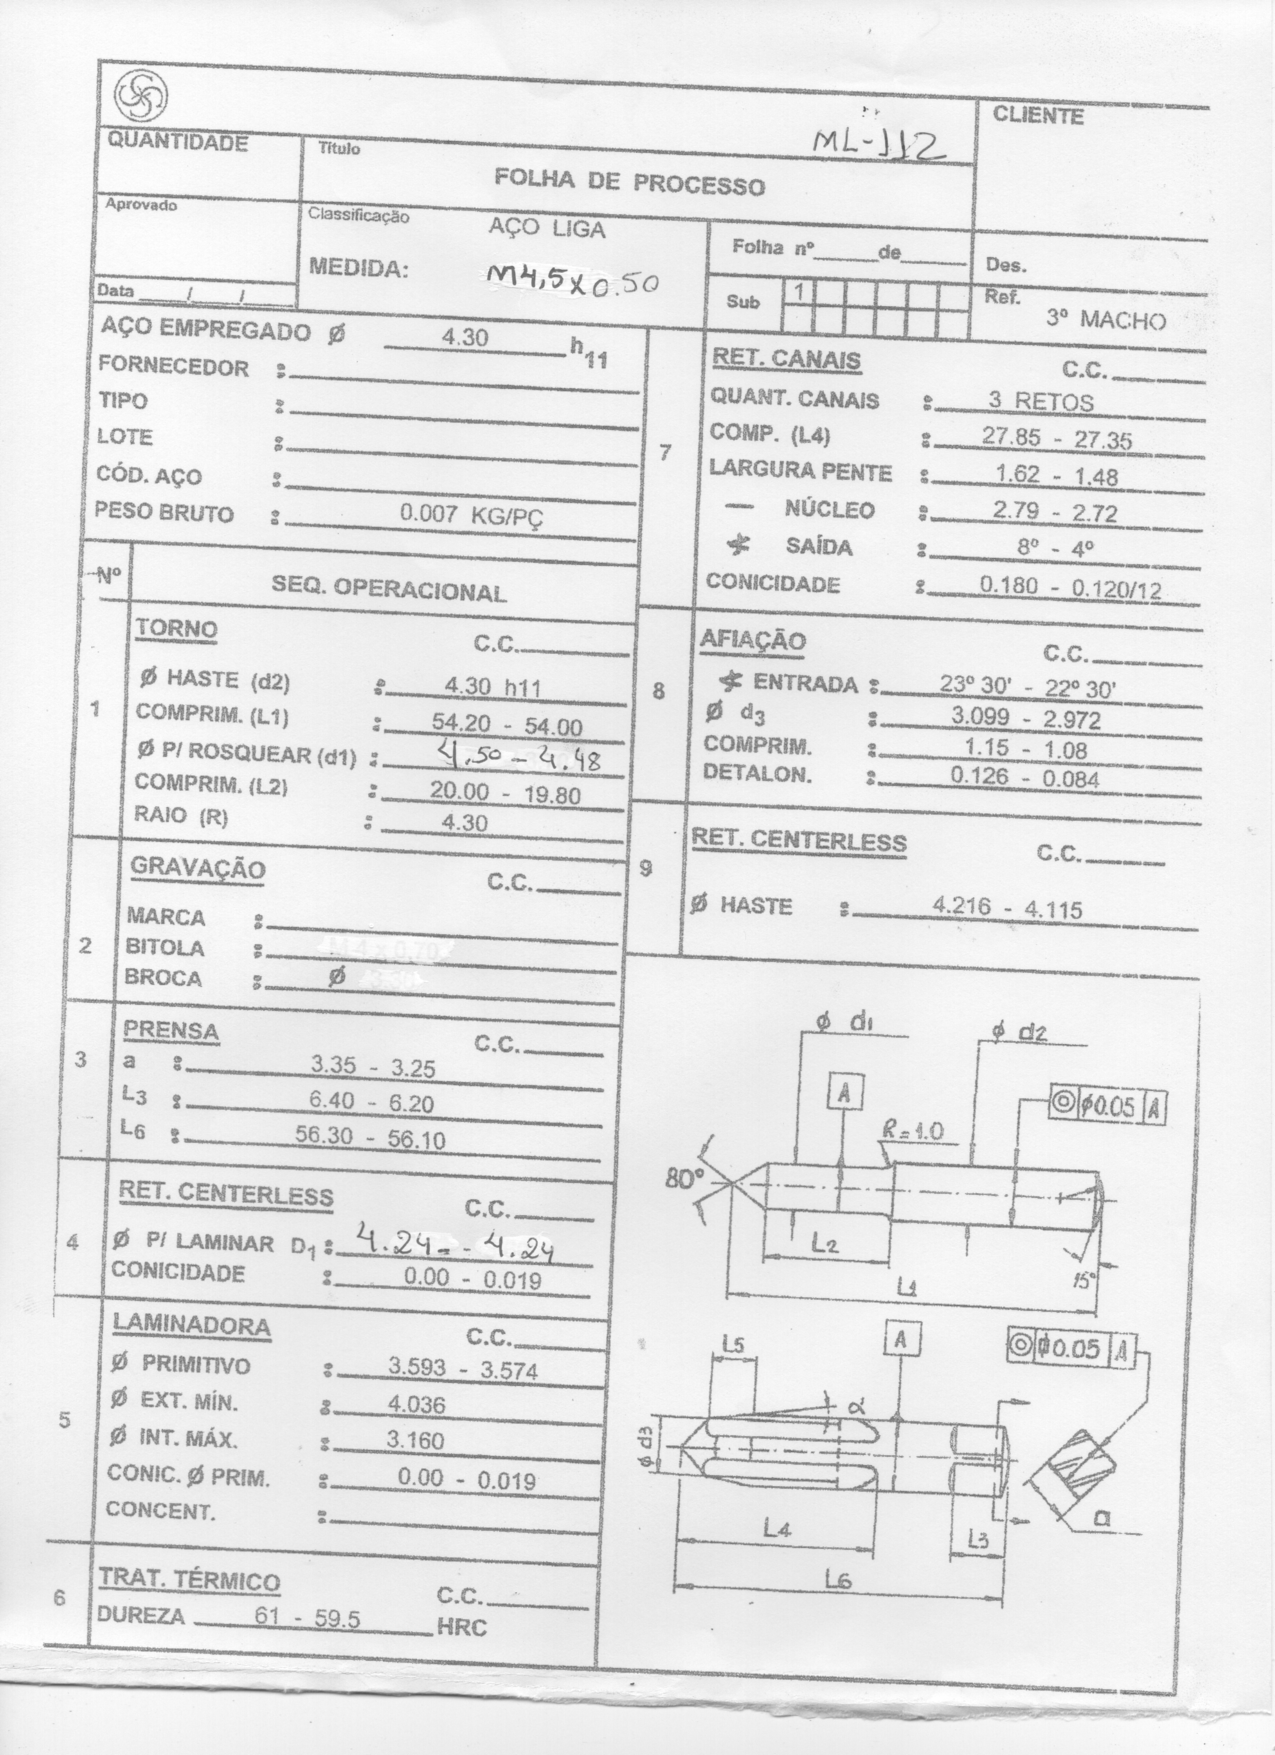 ML-112
CLIENTE
QUANTIDADE
Título
FOLHA DE PROCESSO
Aprovado
Data ___/___/___
Classificação
AÇO LIGA
MEDIDA: M4,5x0.50
Folha nº______de______
Sub 1
Des.
Ref.
3º MACHO
AÇO EMPREGADO Ø 4.30 h11
FORNECEDOR :
TIPO :
LOTE :
CÓD. AÇO :
PESO BRUTO : 0.007 KG/PÇ
Nº SEQ. OPERACIONAL
1
TORNO C.C.
Ø HASTE (d2) : 4.30 h11
COMPRIM. (L1) : 54.20 - 54.00
Ø P/ ROSQUEAR (d1) : 4.50 - 4.48
COMPRIM. (L2) : 20.00 - 19.80
RAIO (R) : 4.30
2
GRAVAÇÃO C.C.
MARCA :
BITOLA : M 4 x 0,70
BROCA : Ø
3
PRENSA C.C.
a : 3.35 - 3.25
L3 : 6.40 - 6.20
L6 : 56.30 - 56.10
4
RET. CENTERLESS C.C.
Ø P/ LAMINAR D1 : 4.24 - 4.24
CONICIDADE : 0.00 - 0.019
5
LAMINADORA C.C.
Ø PRIMITIVO : 3.593 - 3.574
Ø EXT. MÍN. : 4.036
Ø INT. MÁX. : 3.160
CONIC. Ø PRIM. : 0.00 - 0.019
CONCENT. :
6
TRAT. TÉRMICO C.C.
DUREZA 61 - 59.5 HRC
7
RET. CANAIS C.C.
QUANT. CANAIS : 3 RETOS
COMP. (L4) : 27.85 - 27.35
LARGURA PENTE : 1.62 - 1.48
— NÚCLEO : 2.79 - 2.72
∢ SAÍDA : 8º - 4º
CONICIDADE : 0.180 - 0.120/12
8
AFIAÇÃO C.C.
∢ ENTRADA : 23º 30' - 22º 30'
Ø d3 : 3.099 - 2.972
COMPRIM. : 1.15 - 1.08
DETALON. : 0.126 - 0.084
9
RET. CENTERLESS C.C.
Ø HASTE : 4.216 - 4.115
ø d1
ø d2
A
◎ ø0.05 A
R=1.0
80°
L2
15°
L1
L5
A
◎ ø0.05 A
α
ø d3
L4
L3
a
L6